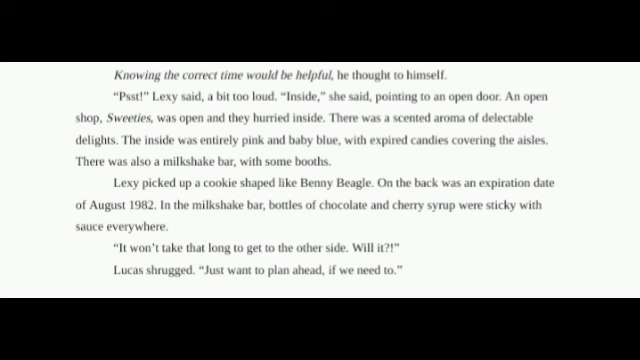 Knowing the correct time would be helpful, he thought to himself.
“Psst!” Lexy said, a bit too loud. “Inside,” she said, pointing to an open door. An open
shop, Sweeties, was open and they hurried inside. There was a scented aroma of delectable
delights. The inside was entirely pink and baby blue, with expired candies covering the aisles.
There was also a milkshake bar, with some booths.
Lexy picked up a cookie shaped like Benny Beagle. On the back was an expiration date
of August 1982. In the milkshake bar, bottles of chocolate and cherry syrup were sticky with
sauce everywhere.
“It won’t take that long to get to the other side. Will it?!”
Lucas shrugged. “Just want to plan ahead, if we need to.”